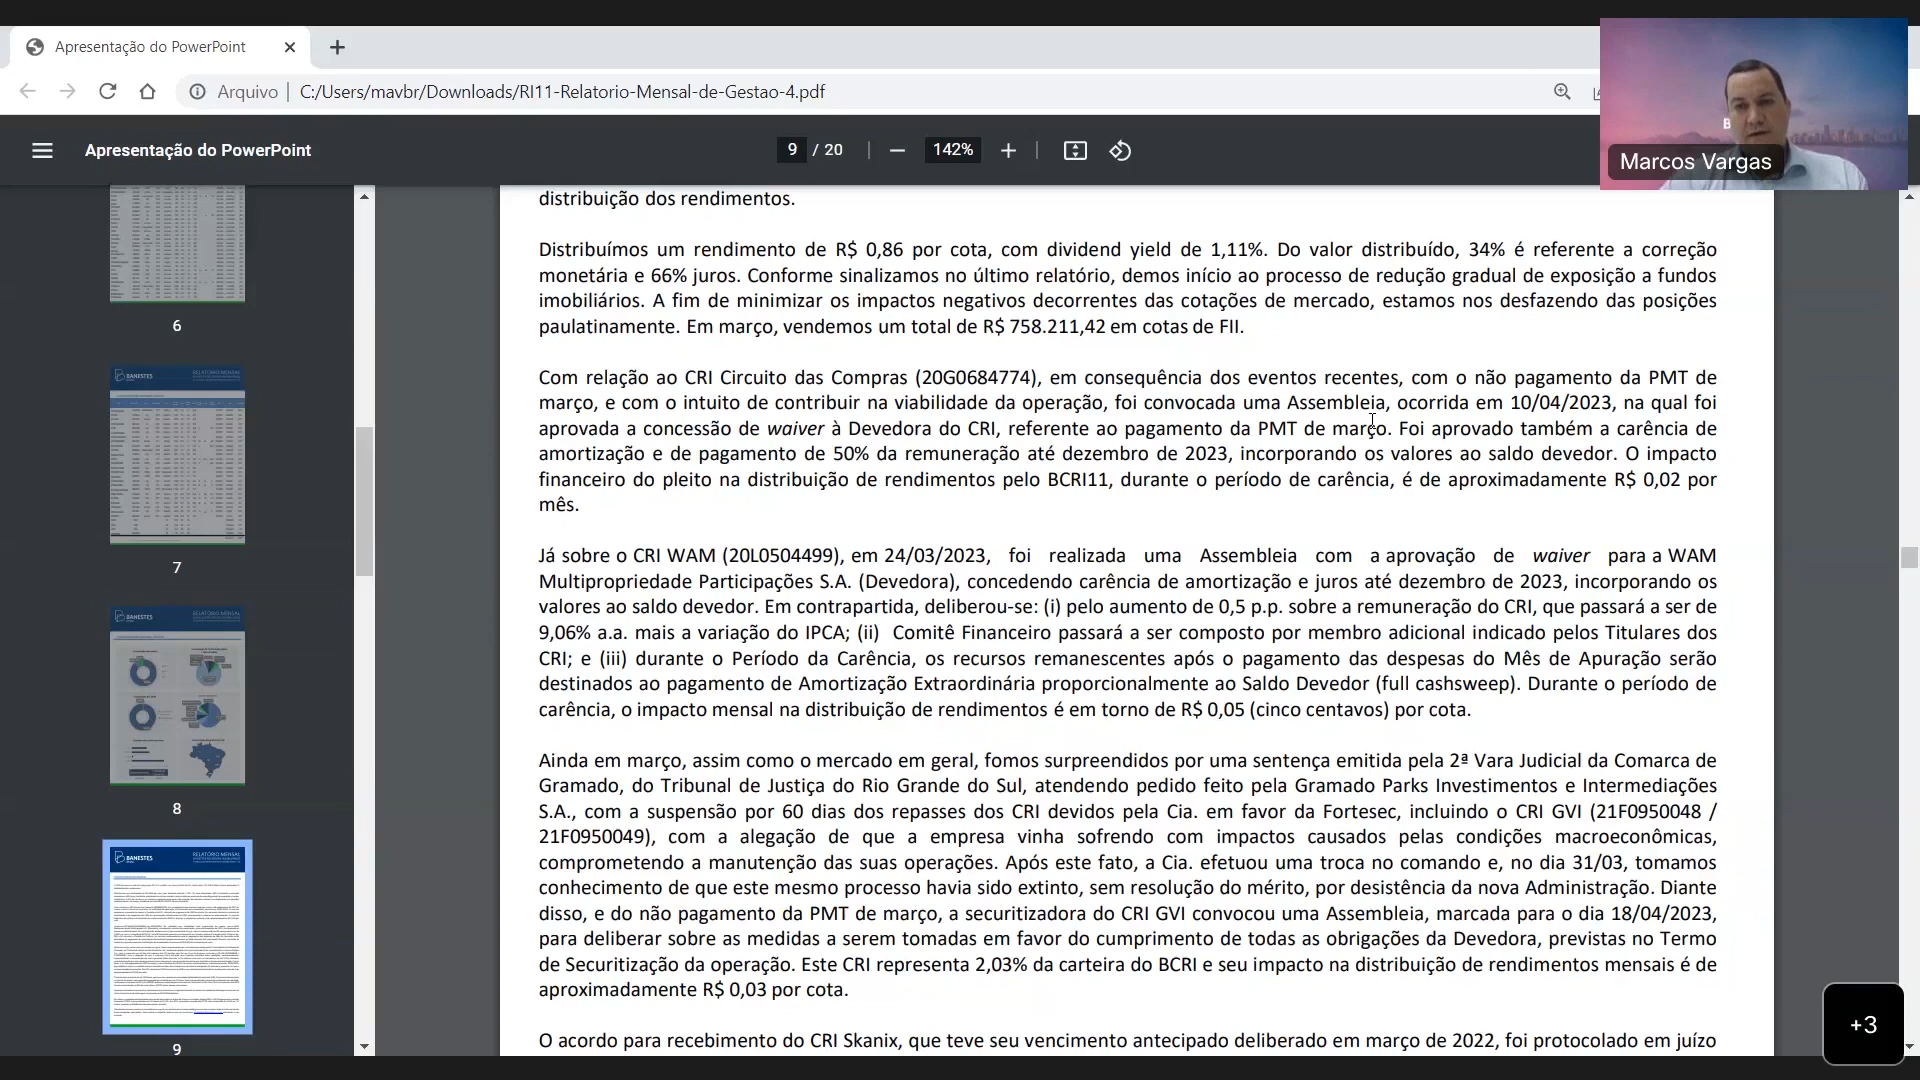 Apresentação do PowerPoint
Arquivo | C:/Users/mavbr/Downloads/RI11-Relatorio-Mensal-de-Gestao-4.pdf
Apresentação do PowerPoint
9 / 20
142%
Marcos Vargas
6
BANESTES
RELATÓRIO MENSAL
7
BANESTES
RELATÓRIO MENSAL
8
BANESTES
RELATÓRIO MENSAL
9
distribuição dos rendimentos.
Distribuímos um rendimento de R$ 0,86 por cota, com dividend yield de 1,11%. Do valor distribuído, 34% é referente a correção
monetária e 66% juros. Conforme sinalizamos no último relatório, demos início ao processo de redução gradual de exposição a fundos
imobiliários. A fim de minimizar os impactos negativos decorrentes das cotações de mercado, estamos nos desfazendo das posições
paulatinamente. Em março, vendemos um total de R$ 758.211,42 em cotas de FII.
Com relação ao CRI Circuito das Compras (20G0684774), em consequência dos eventos recentes, com o não pagamento da PMT de
março, e com o intuito de contribuir na viabilidade da operação, foi convocada uma Assembleia, ocorrida em 10/04/2023, na qual foi
aprovada a concessão de waiver à Devedora do CRI, referente ao pagamento da PMT de março. Foi aprovado também a carência de
amortização e de pagamento de 50% da remuneração até dezembro de 2023, incorporando os valores ao saldo devedor. O impacto
financeiro do pleito na distribuição de rendimentos pelo BCRI11, durante o período de carência, é de aproximadamente R$ 0,02 por
mês.
Já sobre o CRI WAM (20L0504499), em 24/03/2023, foi realizada uma Assembleia com a aprovação de waiver para a WAM
Multipropriedade Participações S.A. (Devedora), concedendo carência de amortização e juros até dezembro de 2023, incorporando os
valores ao saldo devedor. Em contrapartida, deliberou-se: (i) pelo aumento de 0,5 p.p. sobre a remuneração do CRI, que passará a ser de
9,06% a.a. mais a variação do IPCA; (ii) Comitê Financeiro passará a ser composto por membro adicional indicado pelos Titulares dos
CRI; e (iii) durante o Período da Carência, os recursos remanescentes após o pagamento das despesas do Mês de Apuração serão
destinados ao pagamento de Amortização Extraordinária proporcionalmente ao Saldo Devedor (full cashsweep). Durante o período de
carência, o impacto mensal na distribuição de rendimentos é em torno de R$ 0,05 (cinco centavos) por cota.
Ainda em março, assim como o mercado em geral, fomos surpreendidos por uma sentença emitida pela 2ª Vara Judicial da Comarca de
Gramado, do Tribunal de Justiça do Rio Grande do Sul, atendendo pedido feito pela Gramado Parks Investimentos e Intermediações
S.A., com a suspensão por 60 dias dos repasses dos CRI devidos pela Cia. em favor da Fortesec, incluindo o CRI GVI (21F0950048 /
21F0950049), com a alegação de que a empresa vinha sofrendo com impactos causados pelas condições macroeconômicas,
comprometendo a manutenção das suas operações. Após este fato, a Cia. efetuou uma troca no comando e, no dia 31/03, tomamos
conhecimento de que este mesmo processo havia sido extinto, sem resolução do mérito, por desistência da nova Administração. Diante
disso, e do não pagamento da PMT de março, a securitizadora do CRI GVI convocou uma Assembleia, marcada para o dia 18/04/2023,
para deliberar sobre as medidas a serem tomadas em favor do cumprimento de todas as obrigações da Devedora, previstas no Termo
de Securitização da operação. Este CRI representa 2,03% da carteira do BCRI e seu impacto na distribuição de rendimentos mensais é de
aproximadamente R$ 0,03 por cota.
O acordo para recebimento do CRI Skanix, que teve seu vencimento antecipado deliberado em março de 2022, foi protocolado em juízo
+3